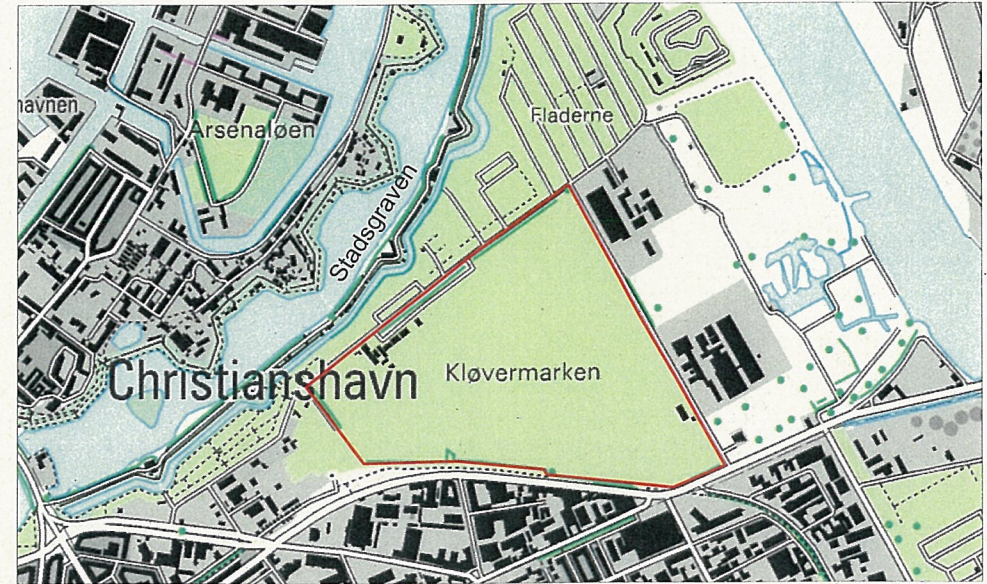 Fladerne
havnen
Arsenaløen
Stadsgraven
Christianshavn
Kløvermarken